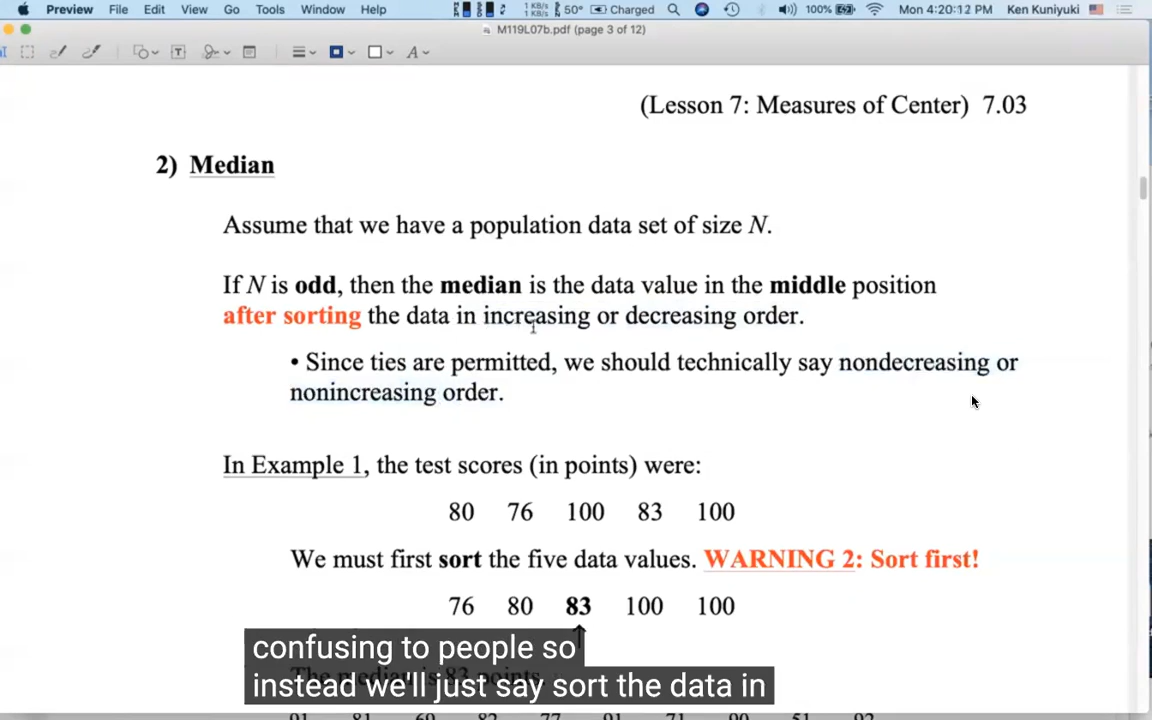 Preview File Edit View Go Tools Window Help 1 KB/s 1 KB/s 50° Charged 100% Mon 4:20:12 PM Ken Kuniyuki
M119L07b.pdf (page 3 of 12)
(Lesson 7: Measures of Center) 7.03
2) Median
Assume that we have a population data set of size N.
If N is odd, then the median is the data value in the middle position
after sorting the data in increasing or decreasing order.
• Since ties are permitted, we should technically say nondecreasing or
nonincreasing order.
In Example 1, the test scores (in points) were:
80 76 100 83 100
We must first sort the five data values. WARNING 2: Sort first!
76 80 83 100 100
confusing to people so
instead we'll just say sort the data in